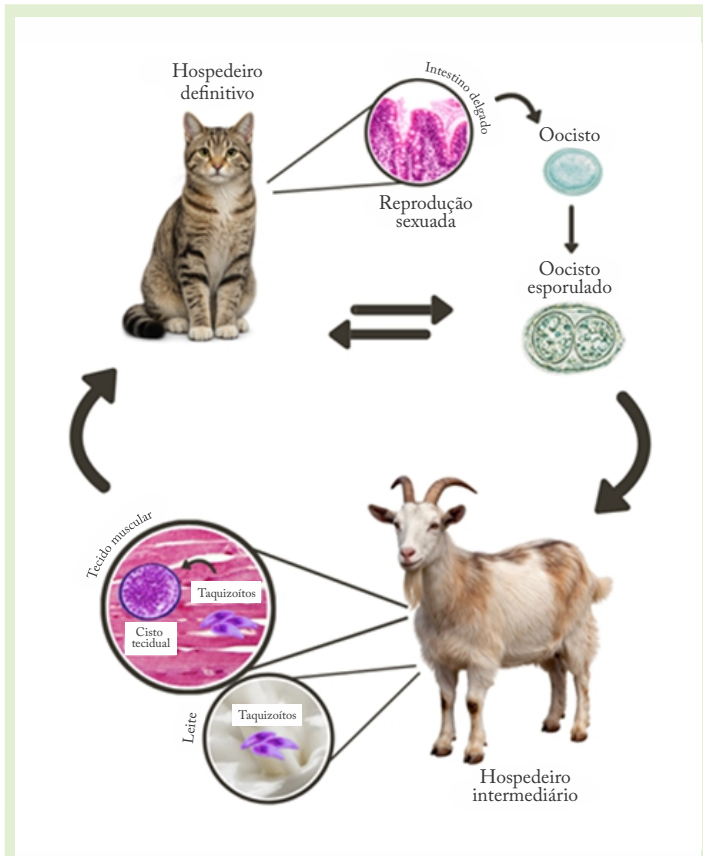 Hospedeiro
definitivo
Intestino delgado
Reprodução
sexuada
Oocisto
Oocisto
esporulado
Tecido muscular
Taquizoítos
Cisto
tecidual
Leite
Taquizoítos
Hospedeiro
intermediário